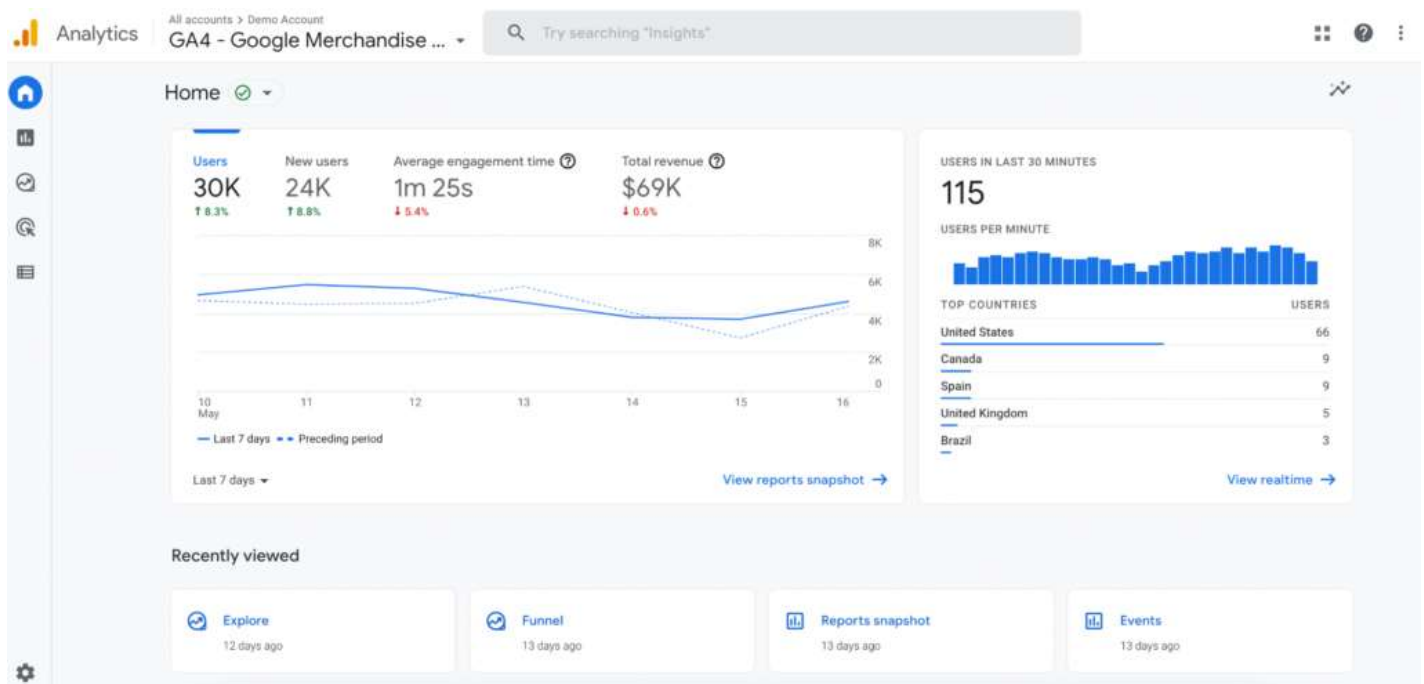 Analytics
All accounts > Demo Account
GA4 - Google Merchandise ...
Try searching "Insights"
Home
Users
30K
↑ 8.3%
New users
24K
↑ 8.8%
Average engagement time
1m 25s
↓ 5.4%
Total revenue
$69K
↓ 0.6%
8K
6K
4K
2K
0
10
May
11
12
13
14
15
16
Last 7 days
Preceding period
Last 7 days
View reports snapshot →
USERS IN LAST 30 MINUTES
115
USERS PER MINUTE
TOP COUNTRIES USERS
United States 66
Canada 9
Spain 9
United Kingdom 5
Brazil 3
View realtime →
Recently viewed
Explore
12 days ago
Funnel
13 days ago
Reports snapshot
13 days ago
Events
13 days ago